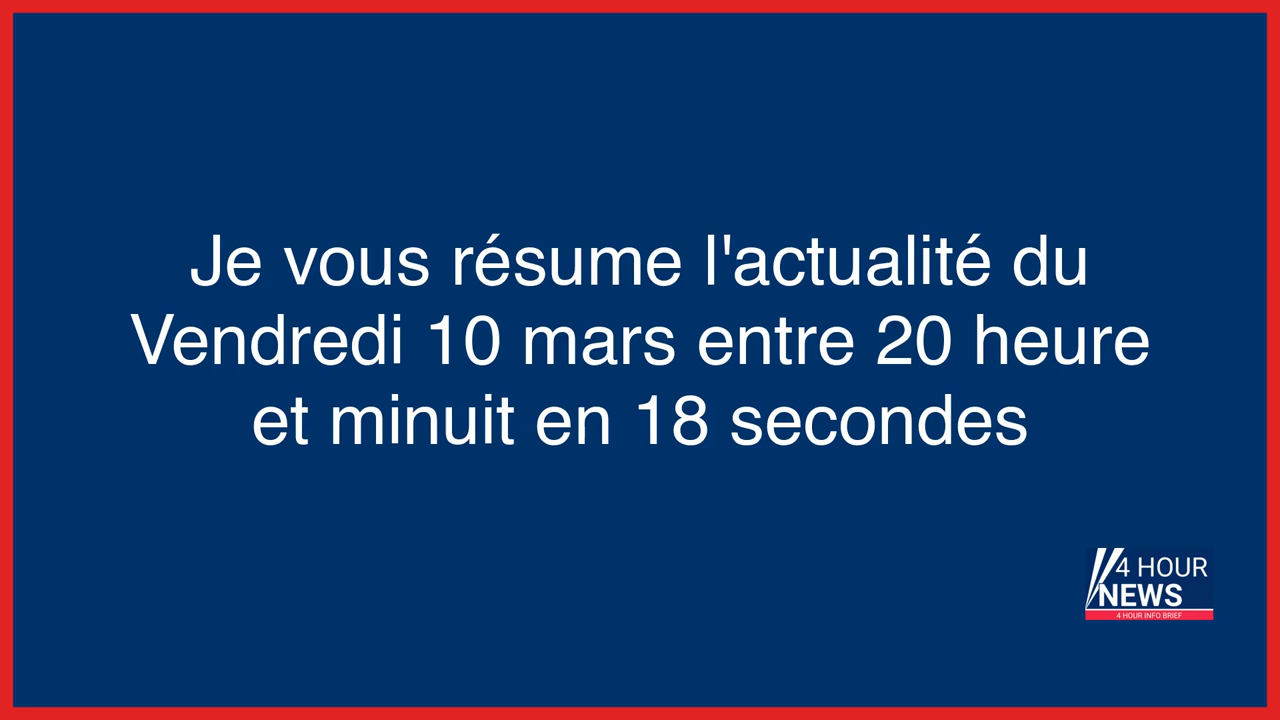 Je vous résume l'actualité du
Vendredi 10 mars entre 20 heure
et minuit en 18 secondes
4 HOUR
NEWS
4 HOUR INFO BRIEF